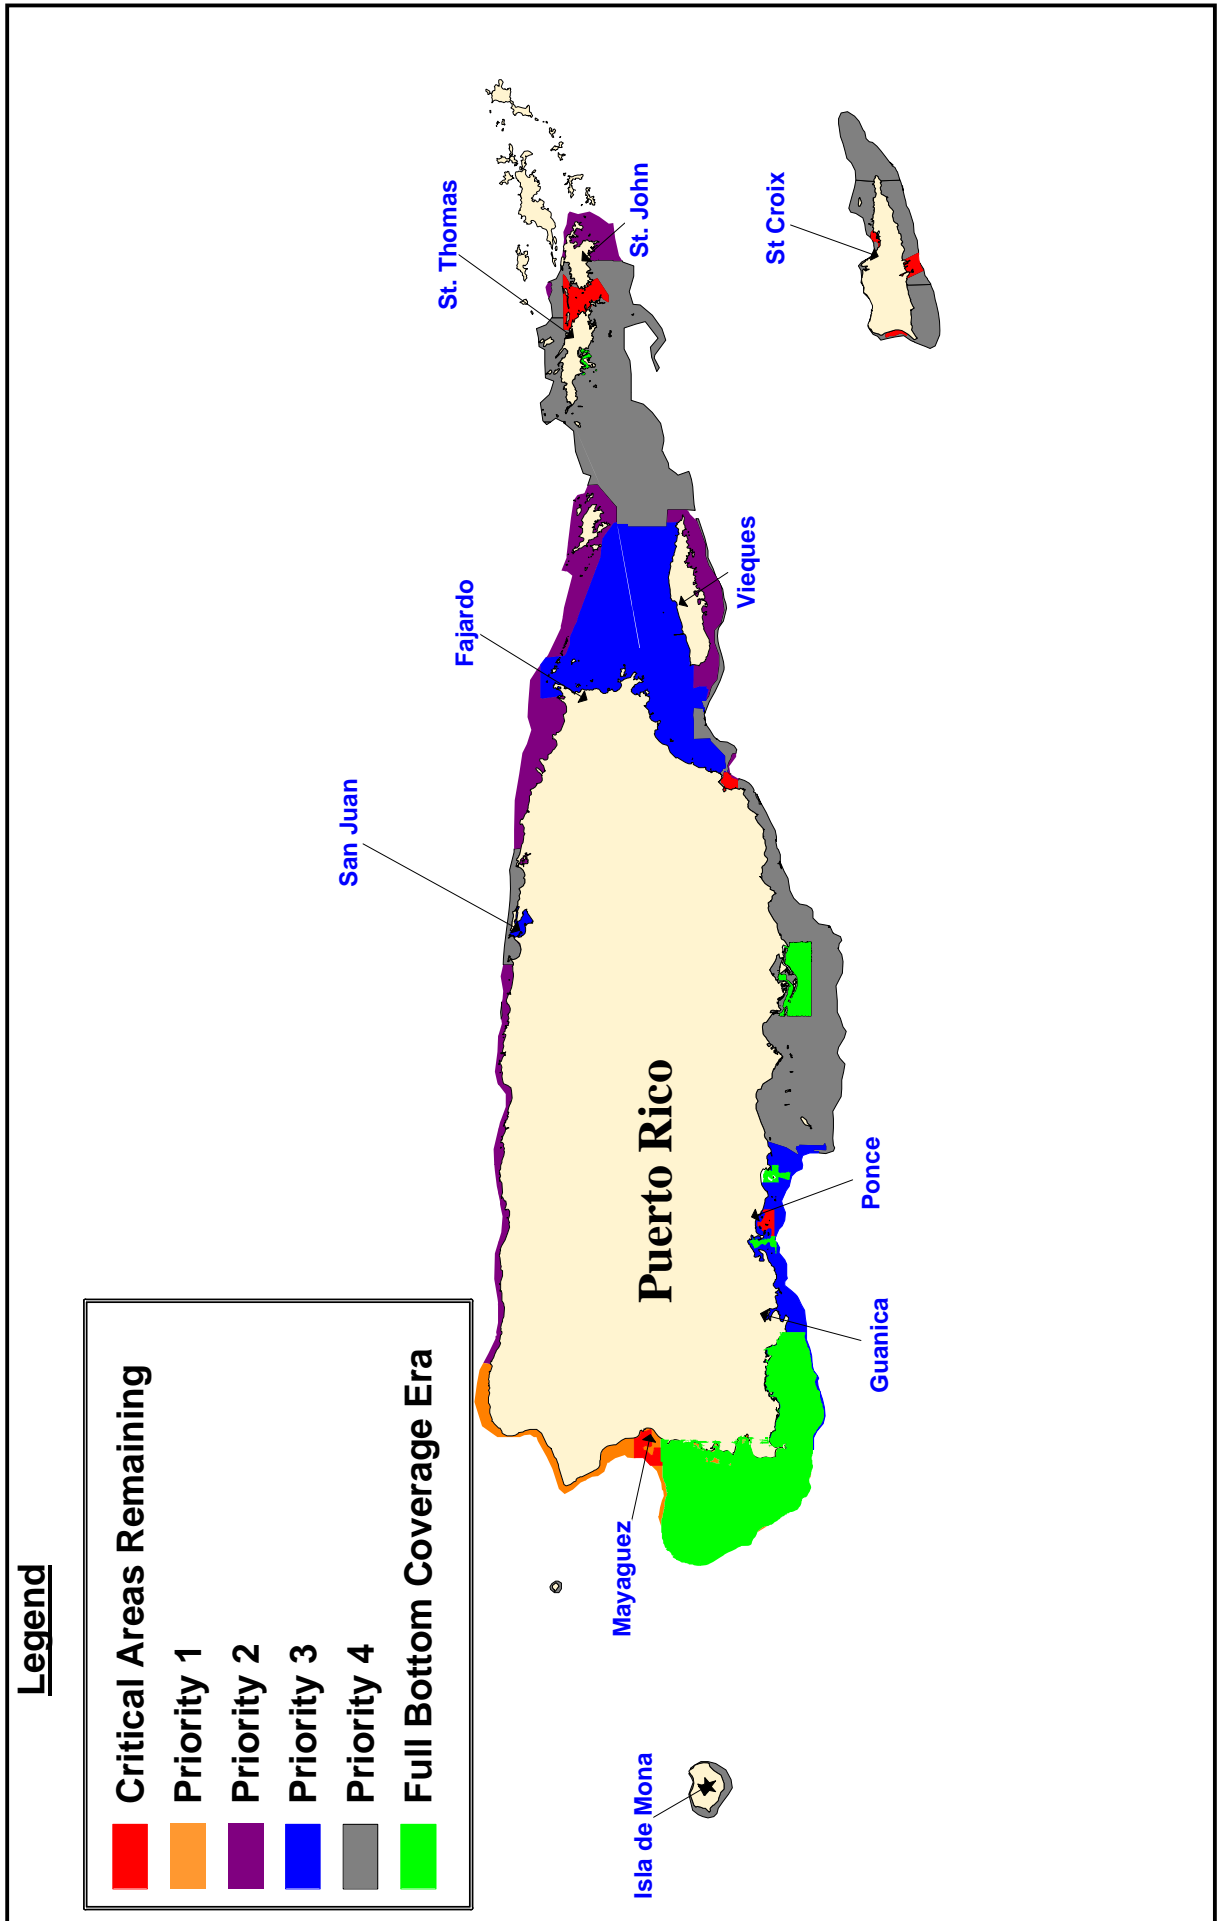 Legend
Critical Areas Remaining
Priority 1
Priority 2
Priority 3
Priority 4
Full Bottom Coverage Era
San Juan
Fajardo
St. Thomas
St. John
St Croix
Vieques
Puerto Rico
Ponce
Guanica
Mayaguez
Isla de Mona